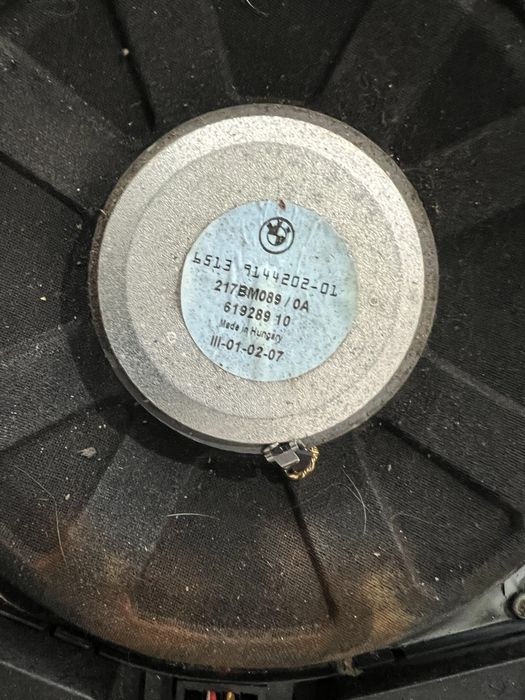 6513 9144202-01
217BM089 / 0A
619289 10
Made in Hungary
III-01-02-07